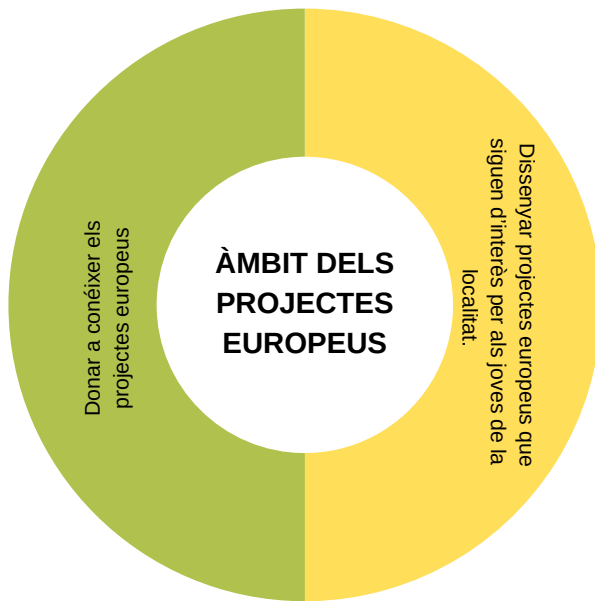 ÀMBIT DELS
PROJECTES
EUROPEUS
Donar a conéixer els
projectes europeus
Dissenyar projectes europeus que
siguen d'interès per als joves de la
localitat.